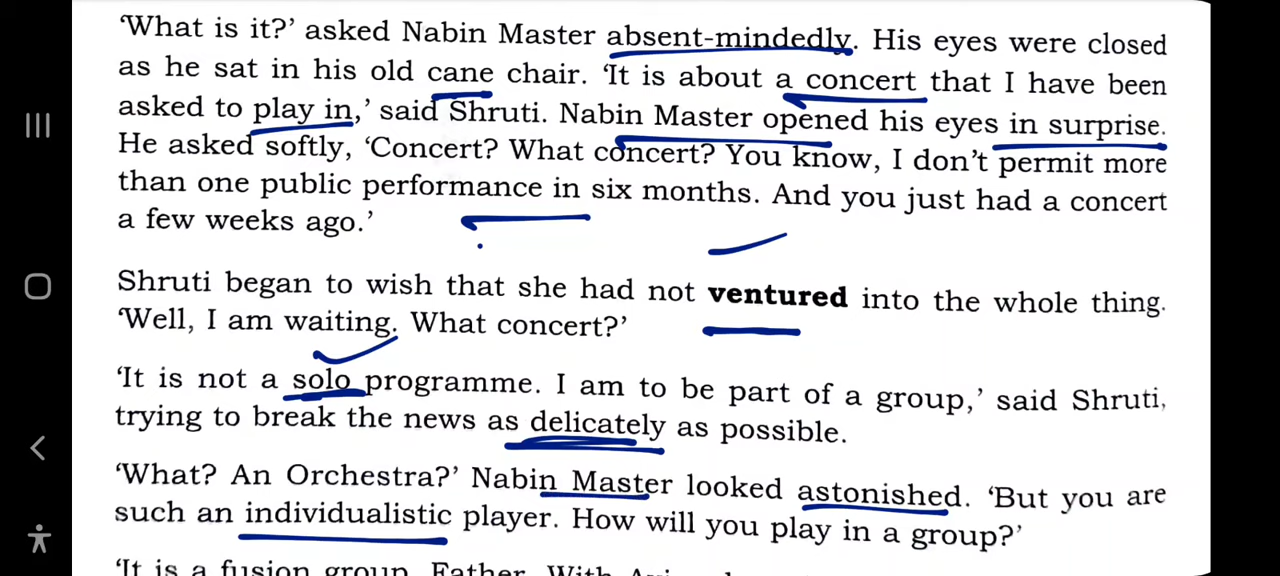 ‘What is it?’ asked Nabin Master absent-mindedly. His eyes were closed
as he sat in his old cane chair. ‘It is about a concert that I have been
asked to play in,’ said Shruti. Nabin Master opened his eyes in surprise.
He asked softly, ‘Concert? What concert? You know, I don’t permit more
than one public performance in six months. And you just had a concert
a few weeks ago.’
Shruti began to wish that she had not ventured into the whole thing.
‘Well, I am waiting. What concert?’
‘It is not a solo programme. I am to be part of a group,’ said Shruti,
trying to break the news as delicately as possible.
‘What? An Orchestra?’ Nabin Master looked astonished. ‘But you are
such an individualistic player. How will you play in a group?’
‘It is a fusion group, Father. With